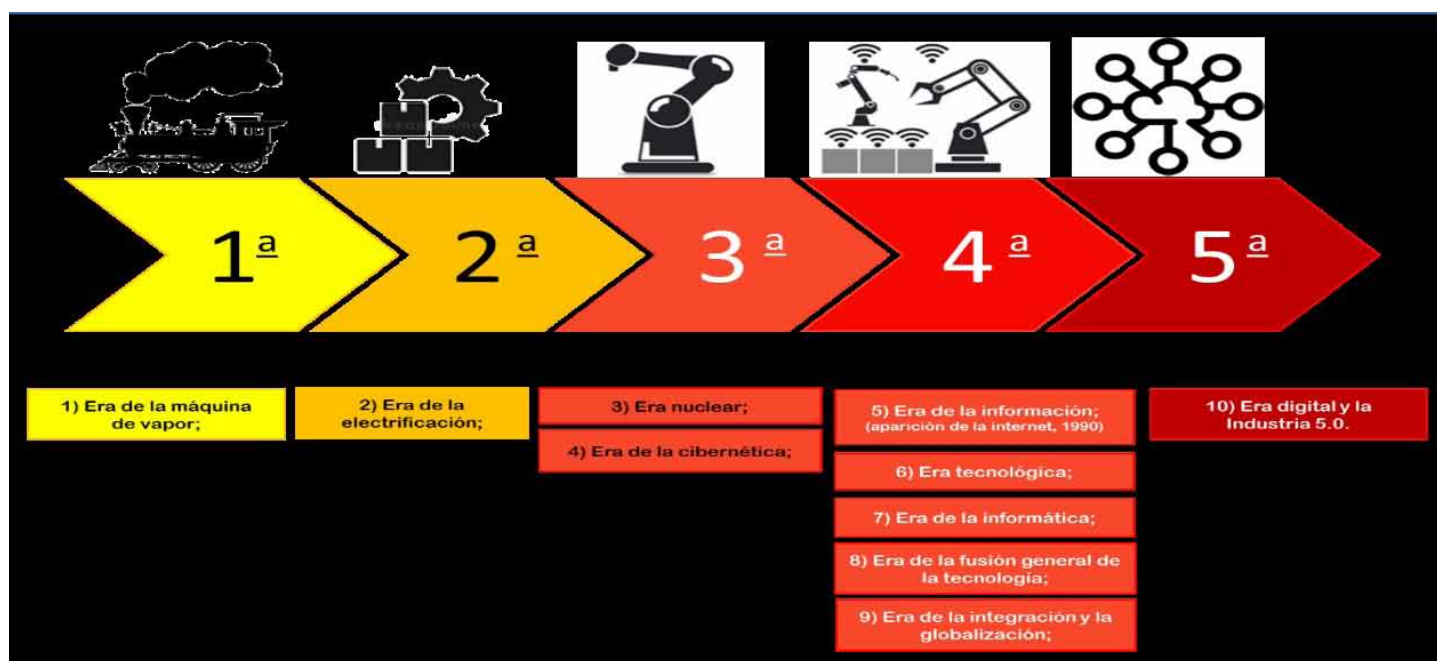 1ª
2ª
3ª
4ª
5ª
1) Era de la máquina
de vapor;
2) Era de la
electrificación;
3) Era nuclear;
4) Era de la cibernética;
5) Era de la información;
(aparición de la internet, 1990)
6) Era tecnológica;
7) Era de la informática;
8) Era de la fusión general de
la tecnología;
9) Era de la integración y la
globalización;
10) Era digital y la
Industria 5.0.